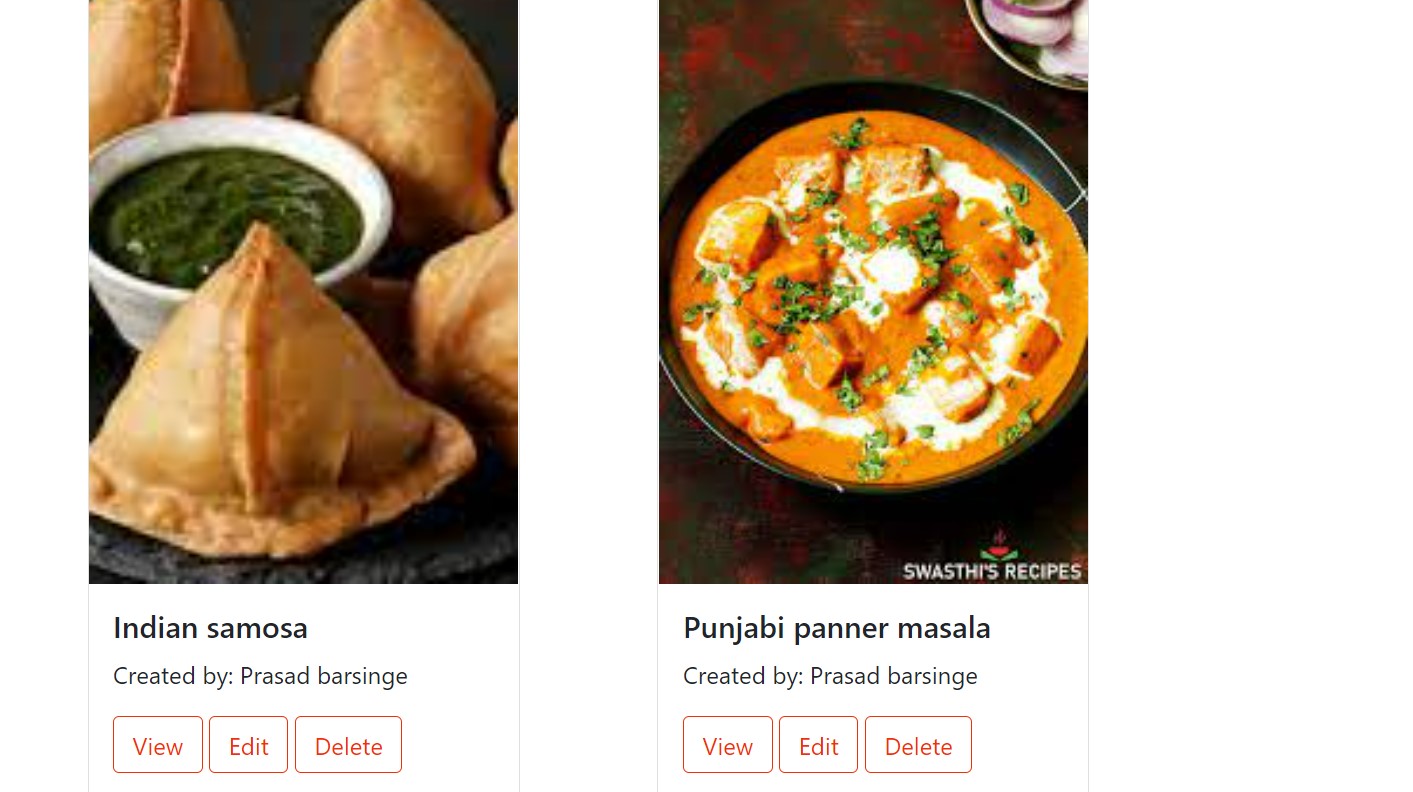 SWASTHI'S RECIPES
Indian samosa
Created by: Prasad barsinge
View Edit Delete
Punjabi panner masala
Created by: Prasad barsinge
View Edit Delete